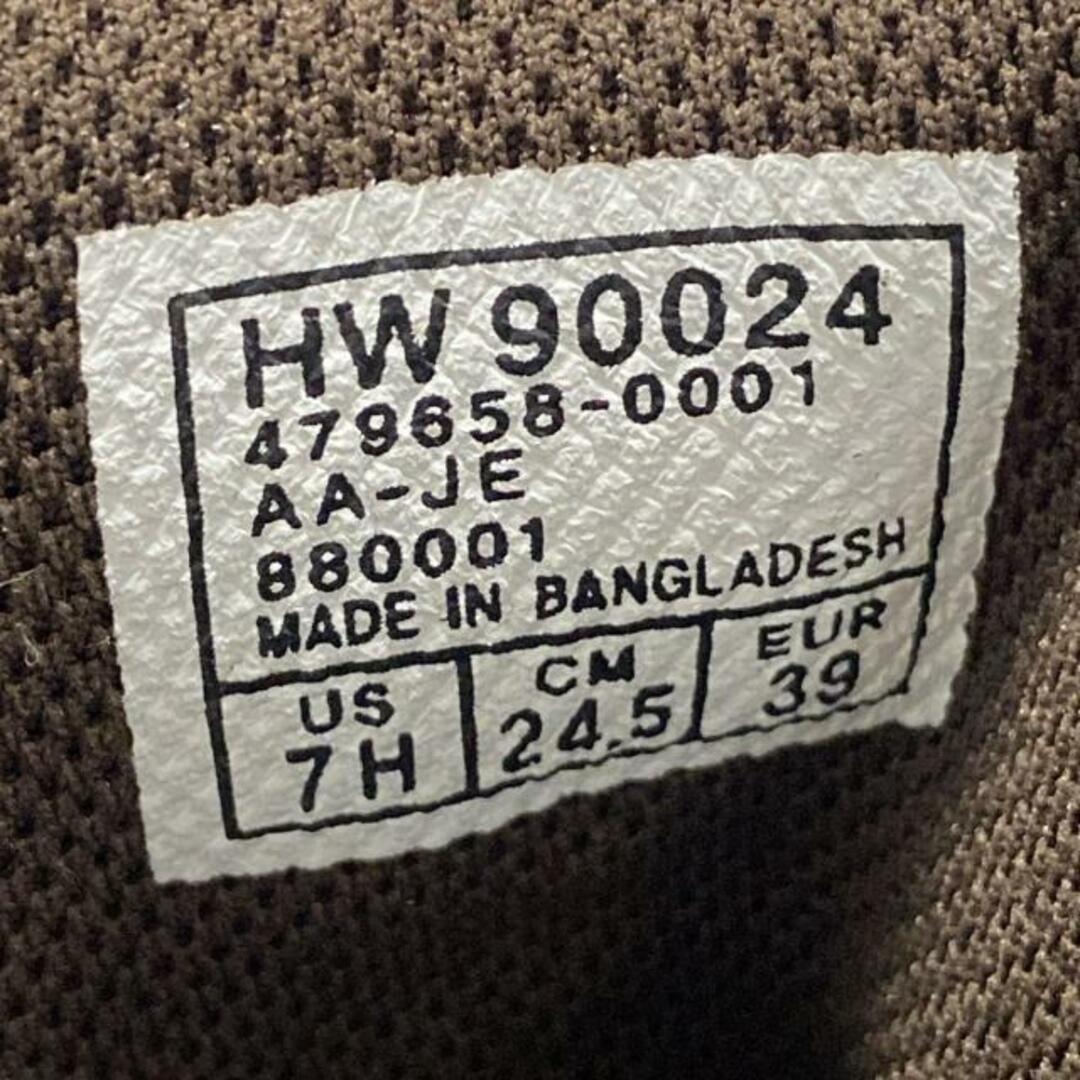 HW 90024
479658-0001
AA-JE
880001
MADE IN BANGLADESH
US CM EUR
7H 24.5 39